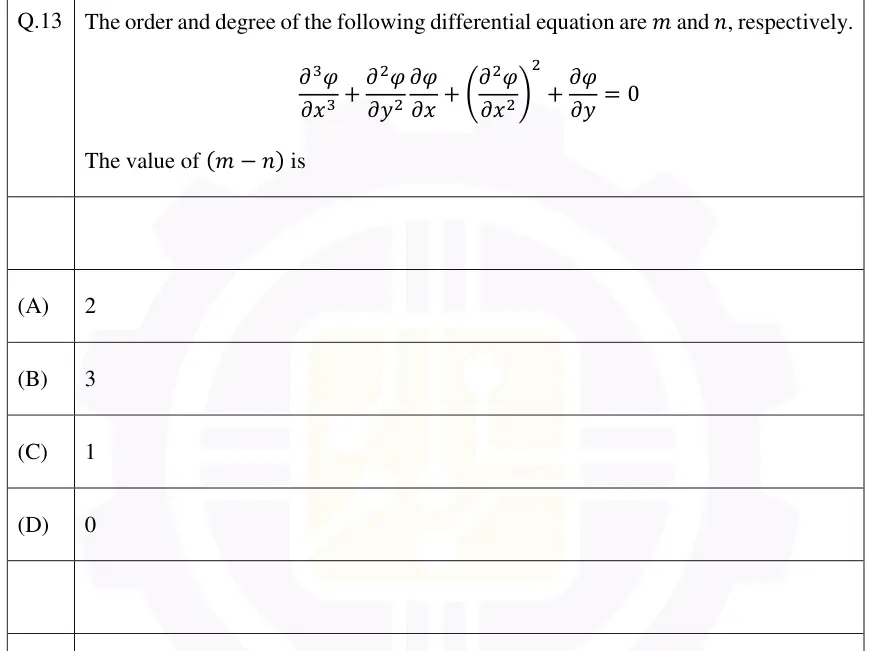 Q.13 The order and degree of the following differential equation are m and n, respectively.
∂³φ/∂x³ + ∂²φ/∂y² ∂φ/∂x + (∂²φ/∂x²)² + ∂φ/∂y = 0
The value of (m − n) is
(A) 2
(B) 3
(C) 1
(D) 0